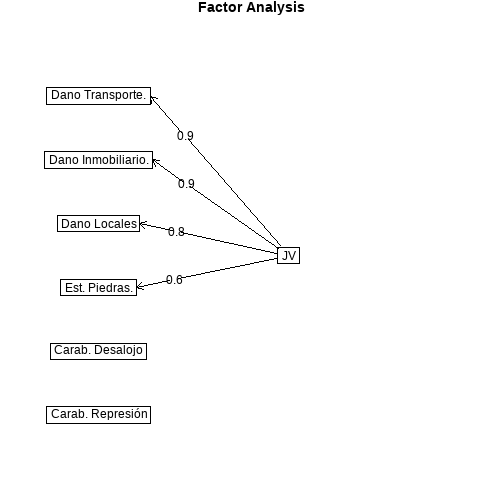 Factor Analysis
Dano Transporte.
0.9
Dano Inmobiliario.
0.9
Dano Locales
0.8
JV
Est. Piedras.
0.6
Carab. Desalojo
Carab. Represión